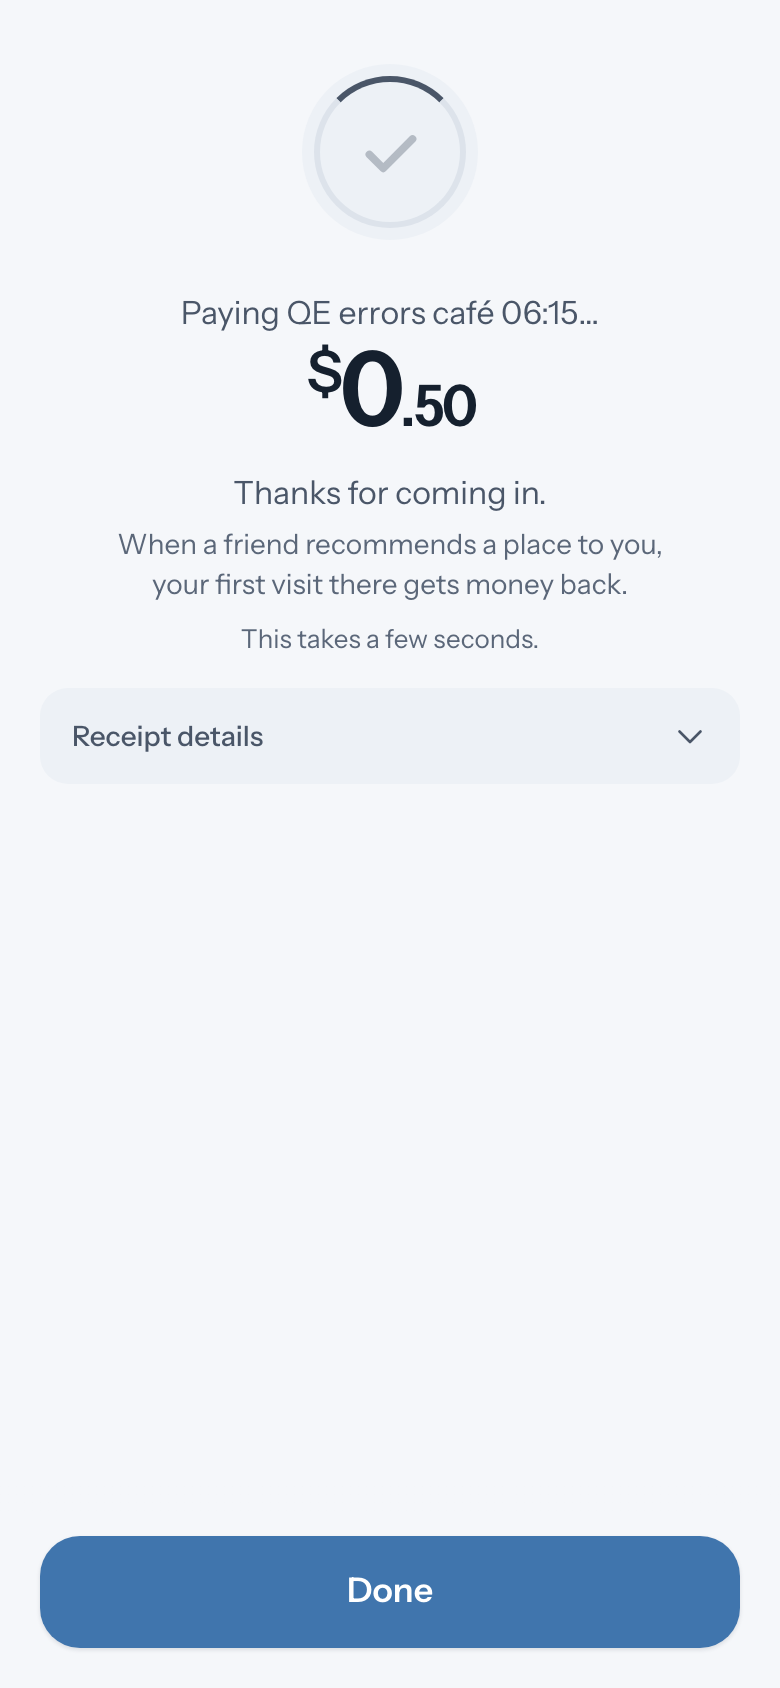 Paying QE errors café 06:15...
$0.50
Thanks for coming in.
When a friend recommends a place to you,
your first visit there gets money back.
This takes a few seconds.
Receipt details
Done